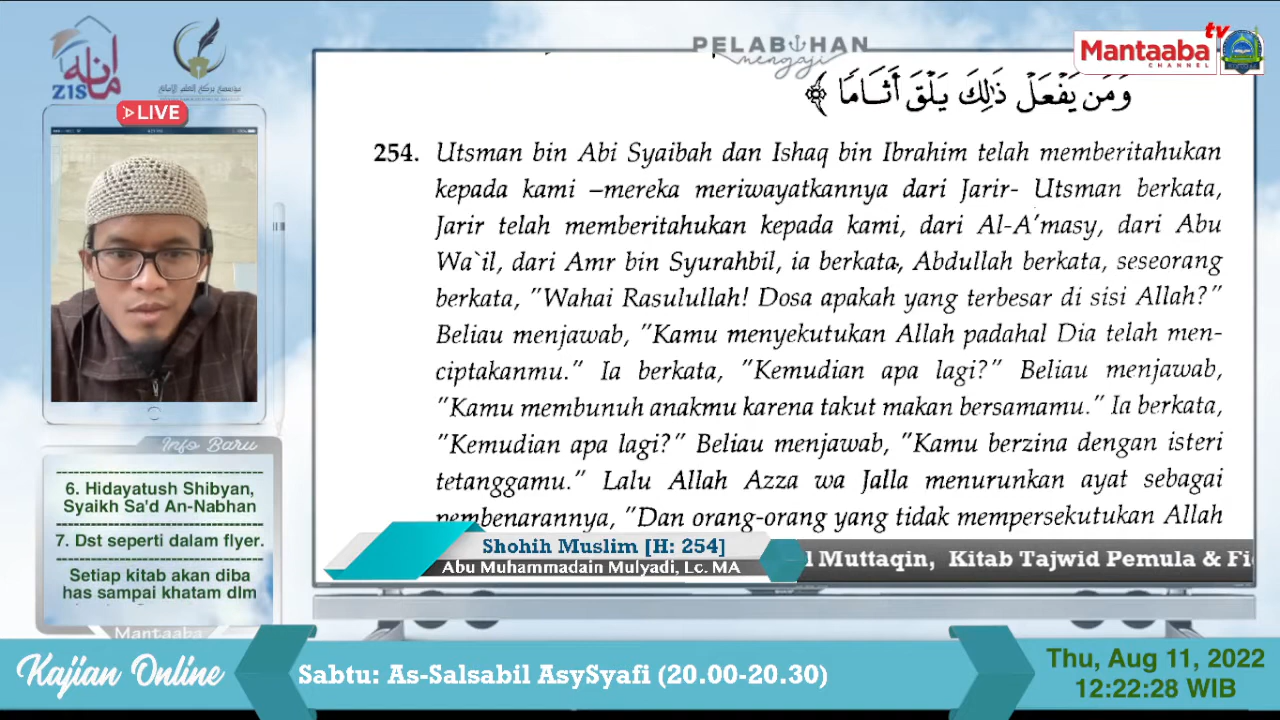 مانه
ZIS
LIVE
PELABUHAN
mengaji
Mantaaba tv
CHANNEL
وَمَن يَفْعَلْ ذَالِكَ يَلْقَ أَثَامًا ﴾
254. Utsman bin Abi Syaibah dan Ishaq bin Ibrahim telah memberitahukan
kepada kami –mereka meriwayatkannya dari Jarir- Utsman berkata,
Jarir telah memberitahukan kepada kami, dari Al-A'masy, dari Abu
Wa`il, dari Amr bin Syurahbil, ia berkata, Abdullah berkata, seseorang
berkata, "Wahai Rasulullah! Dosa apakah yang terbesar di sisi Allah?"
Beliau menjawab, "Kamu menyekutukan Allah padahal Dia telah men-
ciptakanmu." Ia berkata, "Kemudian apa lagi?" Beliau menjawab,
"Kamu membunuh anakmu karena takut makan bersamamu." Ia berkata,
"Kemudian apa lagi?" Beliau menjawab, "Kamu berzina dengan isteri
tetanggamu." Lalu Allah Azza wa Jalla menurunkan ayat sebagai
pembenarannya, "Dan orang-orang yang tidak mempersekutukan Allah
Info Baru
6. Hidayatush Shibyan,
Syaikh Sa'd An-Nabhan
7. Dst seperti dalam flyer.
Setiap kitab akan diba
has sampai khatam dlm
Mantaaba
Shohih Muslim [H: 254]
Abu Muhammadain Mulyadi, Lc. MA
l Muttaqin, Kitab Tajwid Pemula & Fi
Kajian Online
Sabtu: As-Salsabil AsySyafi (20.00-20.30)
Thu, Aug 11, 2022
12:22:28 WIB